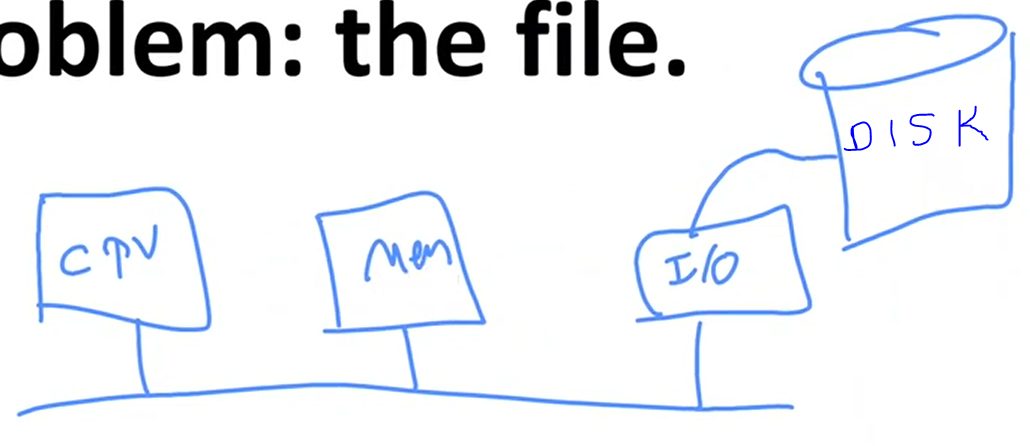 oblem: the file.
DISK
CPU
Mem
I/O